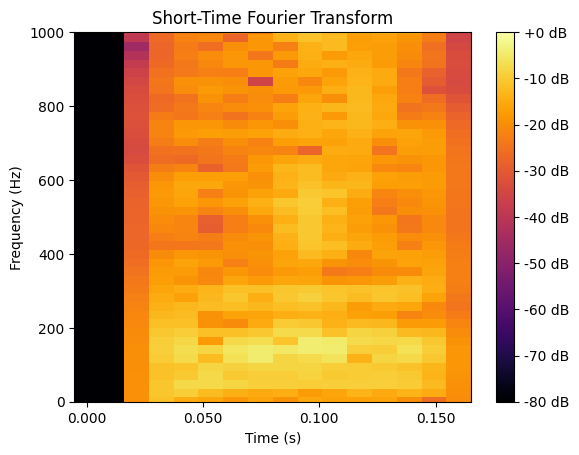 Short-Time Fourier Transform
1000
800
600
400
200
0
Frequency (Hz)
0.000
0.050
0.100
0.150
Time (s)
+0 dB
-10 dB
-20 dB
-30 dB
-40 dB
-50 dB
-60 dB
-70 dB
-80 dB